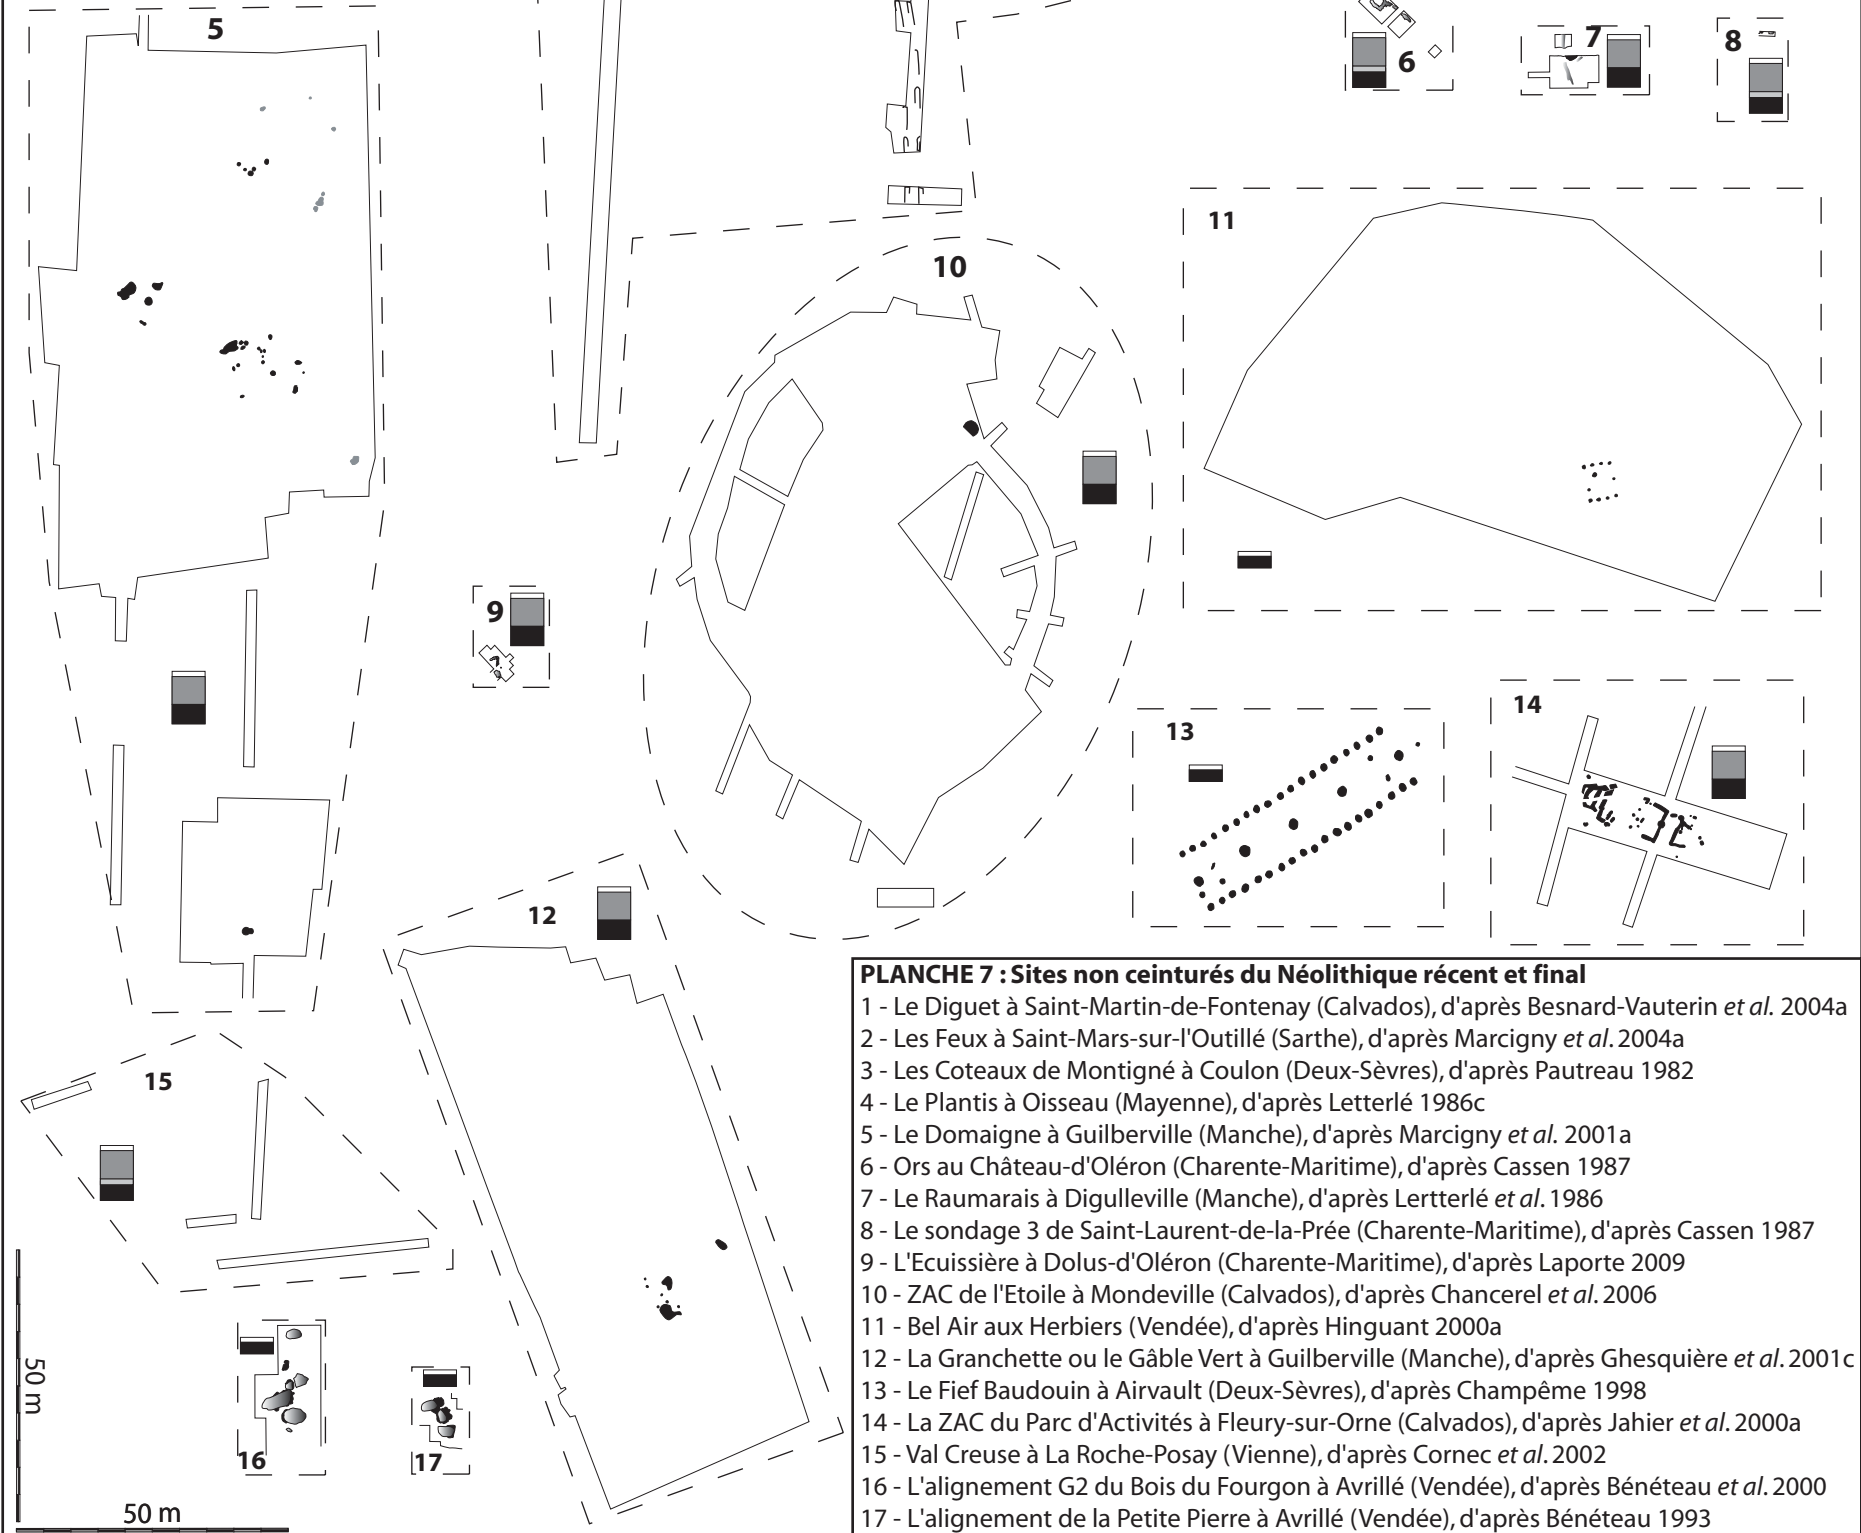 5
6
7
8
11
10
9
14
13
12
15
50 m
16
17
50 m
PLANCHE 7 : Sites non ceinturés du Néolithique récent et final
1 - Le Diguet à Saint-Martin-de-Fontenay (Calvados), d'après Besnard-Vauterin et al. 2004a
2 - Les Feux à Saint-Mars-sur-l'Outillé (Sarthe), d'après Marcigny et al. 2004a
3 - Les Coteaux de Montigné à Coulon (Deux-Sèvres), d'après Pautreau 1982
4 - Le Plantis à Oisseau (Mayenne), d'après Letterlé 1986c
5 - Le Domaigne à Guilberville (Manche), d'après Marcigny et al. 2001a
6 - Ors au Château-d'Oléron (Charente-Maritime), d'après Cassen 1987
7 - Le Raumarais à Digulleville (Manche), d'après Lertterlé et al. 1986
8 - Le sondage 3 de Saint-Laurent-de-la-Prée (Charente-Maritime), d'après Cassen 1987
9 - L'Ecuissière à Dolus-d'Oléron (Charente-Maritime), d'après Laporte 2009
10 - ZAC de l'Etoile à Mondeville (Calvados), d'après Chancerel et al. 2006
11 - Bel Air aux Herbiers (Vendée), d'après Hinguant 2000a
12 - La Granchette ou le Gâble Vert à Guilberville (Manche), d'après Ghesquière et al. 2001c
13 - Le Fief Baudouin à Airvault (Deux-Sèvres), d'après Champême 1998
14 - La ZAC du Parc d'Activités à Fleury-sur-Orne (Calvados), d'après Jahier et al. 2000a
15 - Val Creuse à La Roche-Posay (Vienne), d'après Cornec et al. 2002
16 - L'alignement G2 du Bois du Fourgon à Avrillé (Vendée), d'après Bénéteau et al. 2000
17 - L'alignement de la Petite Pierre à Avrillé (Vendée), d'après Bénéteau 1993